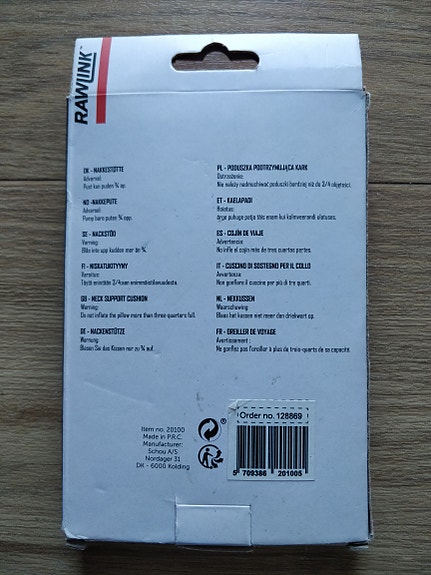 RAWLINK™
DK - NAKKESTØTTE
Advarsel:
Pust kun puden ¾ op.
NO - NAKKEPUTE
Advarsel:
Pump bare puten ¾ opp.
SE - NACKSTÖD
Varning:
Blås inte upp kudden mer än ¾.
FI - NISKATUKITYYNY
Varoitus:
Täytä enintään 3/4:aan enimmäistilavuudesta.
GB - NECK SUPPORT CUSHION
Warning:
Do not inflate the pillow more than three-quarters full.
DE - NACKENSTÜTZE
Warnung:
Blasen Sie das Kissen nur zu ¾ auf.
PL - PODUSZKA PODTRZYMUJĄCA KARK
Ostrzeżenie:
Nie należy nadmuchiwać poduszki bardziej niż do 3/4 objętości.
ET - KAELAPADI
Hoiatus:
ärge puhuge patja täis enam kui kolmveerandi ulatuses.
ES - COJÍN DE VIAJE
Advertencia:
No infle el cojín más de tres cuartas partes.
IT - CUSCINO DI SOSTEGNO PER IL COLLO
Avvertenza:
Non gonfiare il cuscino per più di tre quarti.
NL - NEKKUSSEN
Waarschuwing:
Blaas het kussen niet meer dan driekwart op.
FR - OREILLER DE VOYAGE
Avertissement :
Ne gonflez pas l'oreiller à plus de trois-quarts de sa capacité.
Item no. 20100
Made in P.R.C.
Manufacturer:
Schou A/S
Nordager 31
DK - 6000 Kolding
®
Order no. 128869
5 709386 201005